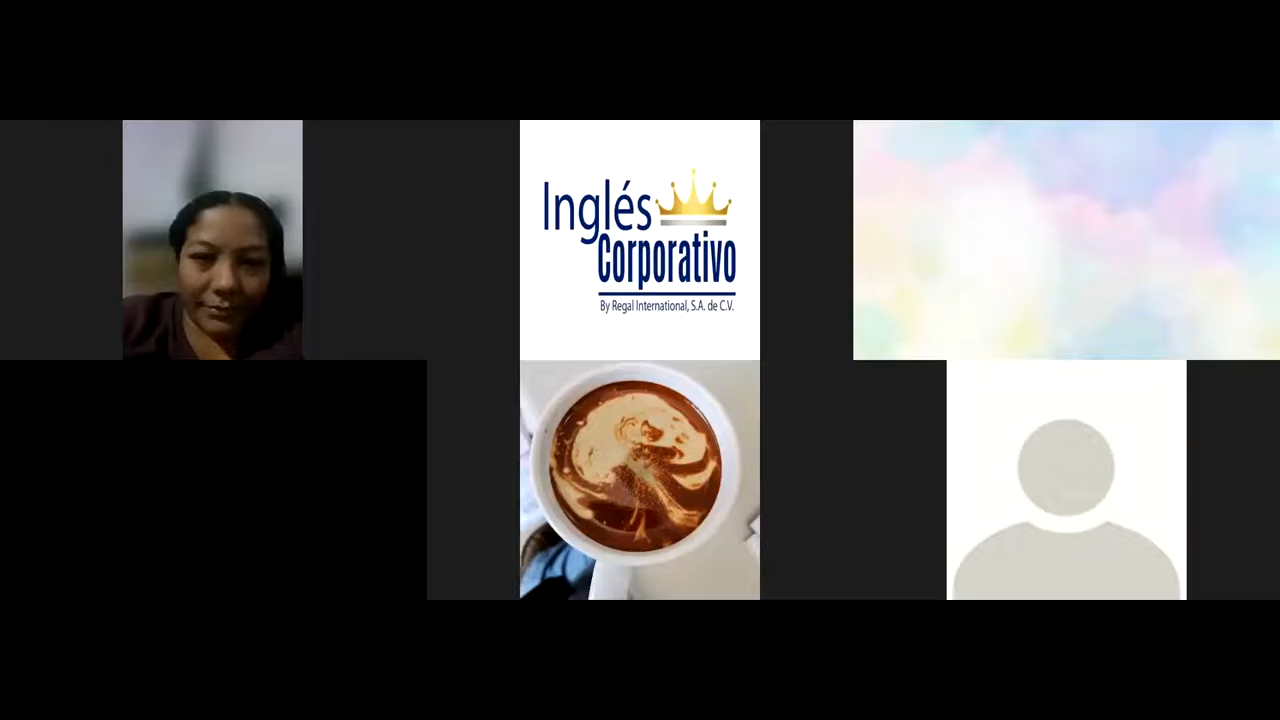 Inglés
Corporativo
By Regal International, S.A. de C.V.